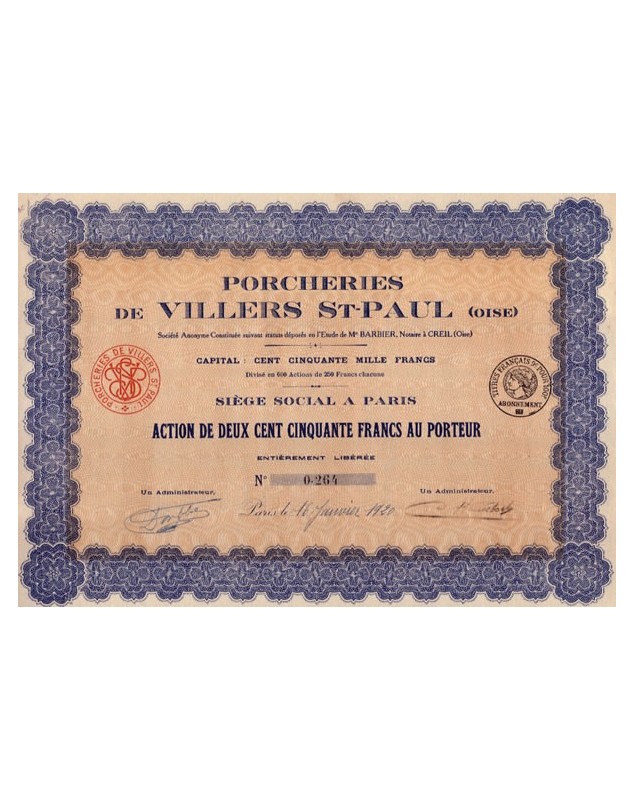 PORCHERIES
DE VILLERS ST-PAUL (OISE)
Société Anonyme Constituée suivant statuts déposés en l'Etude de Me BARBIER, Notaire à CREIL (Oise)
CAPITAL : CENT CINQUANTE MILLE FRANCS
Divisé en 600 Actions de 250 Francs chacune
PORCHERIES DE VILLERS ST PAUL
TITRES FRANÇAIS
ABONNEMENT
SIÈGE SOCIAL A PARIS
ACTION DE DEUX CENT CINQUANTE FRANCS AU PORTEUR
ENTIÈREMENT LIBÉRÉE
No 0.264
Un Administrateur. Un Administrateur.
Paris le 16 Janvier 1920